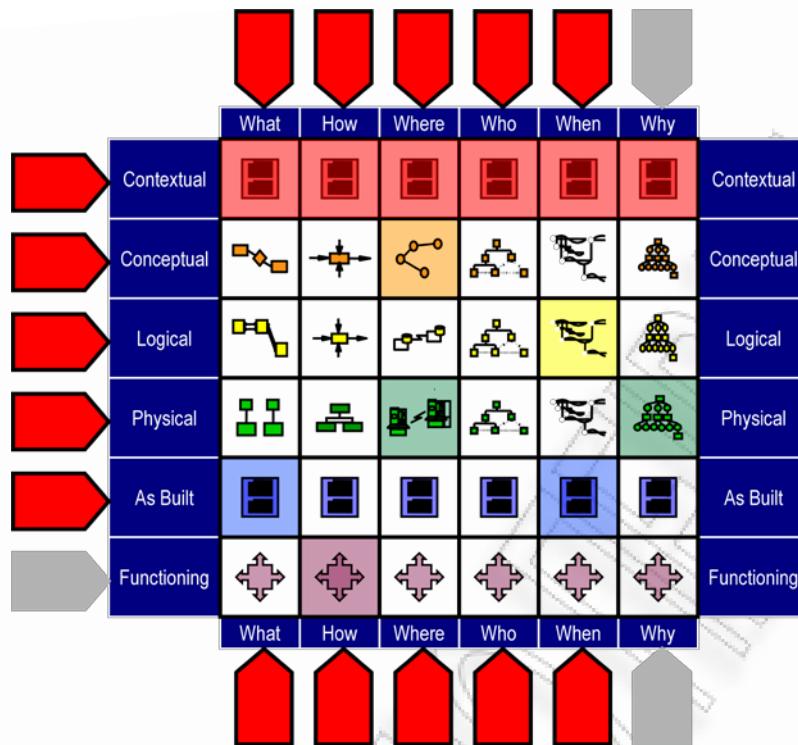 What How Where Who When Why
Contextual Contextual
Conceptual Conceptual
Logical Logical
Physical Physical
As Built As Built
Functioning Functioning
What How Where Who When Why